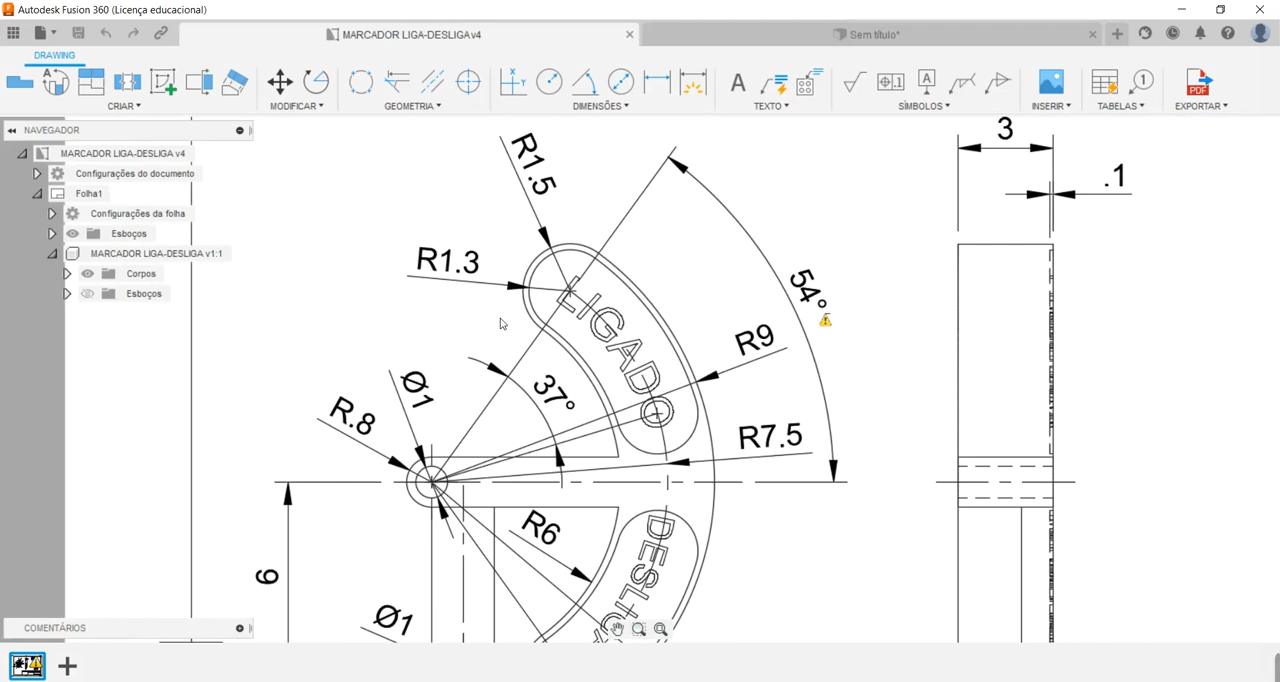 Autodesk Fusion 360 (Licença educacional)
MARCADOR LIGA-DESLIGA v4
Sem título*
DRAWING
CRIAR
MODIFICAR
GEOMETRIA
DIMENSÕES
TEXTO
SÍMBOLOS
INSERIR
TABELAS
EXPORTAR
NAVEGADOR
MARCADOR LIGA-DESLIGA v4
Configurações do documento
Folha1
Configurações da folha
Esboços
MARCADOR LIGA-DESLIGA v1:1
Corpos
Esboços
COMENTÁRIOS
R1.5
R1.3
54°
R9
37°
R7.5
Ø1
R.8
R6
6
Ø1
LIGADO
3
.1